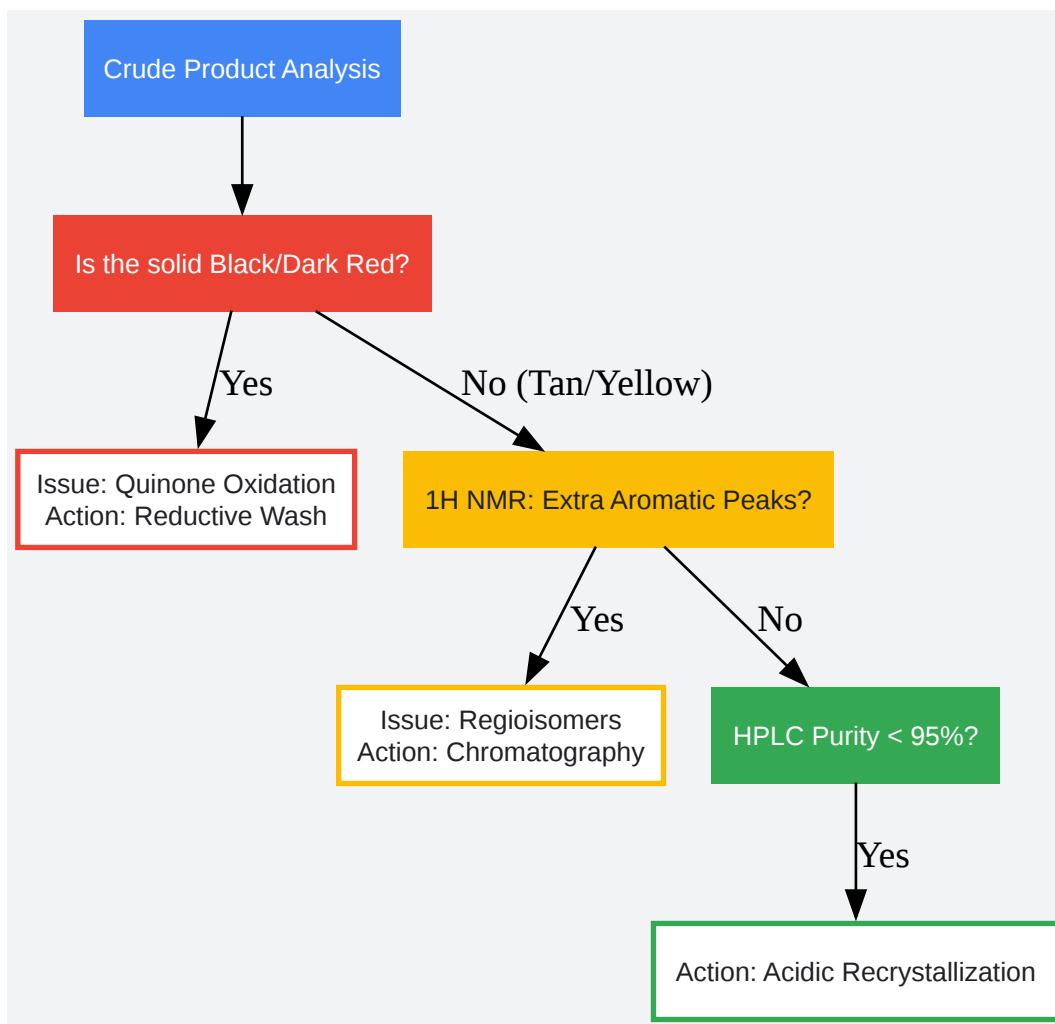 Crude Product Analysis
Is the solid Black/Dark Red?
Yes
No (Tan/Yellow)
Issue: Quinone Oxidation
Action: Reductive Wash
1H NMR: Extra Aromatic Peaks?
Yes
No
Issue: Regioisomers
Action: Chromatography
HPLC Purity < 95%?
Yes
Action: Acidic Recrystallization